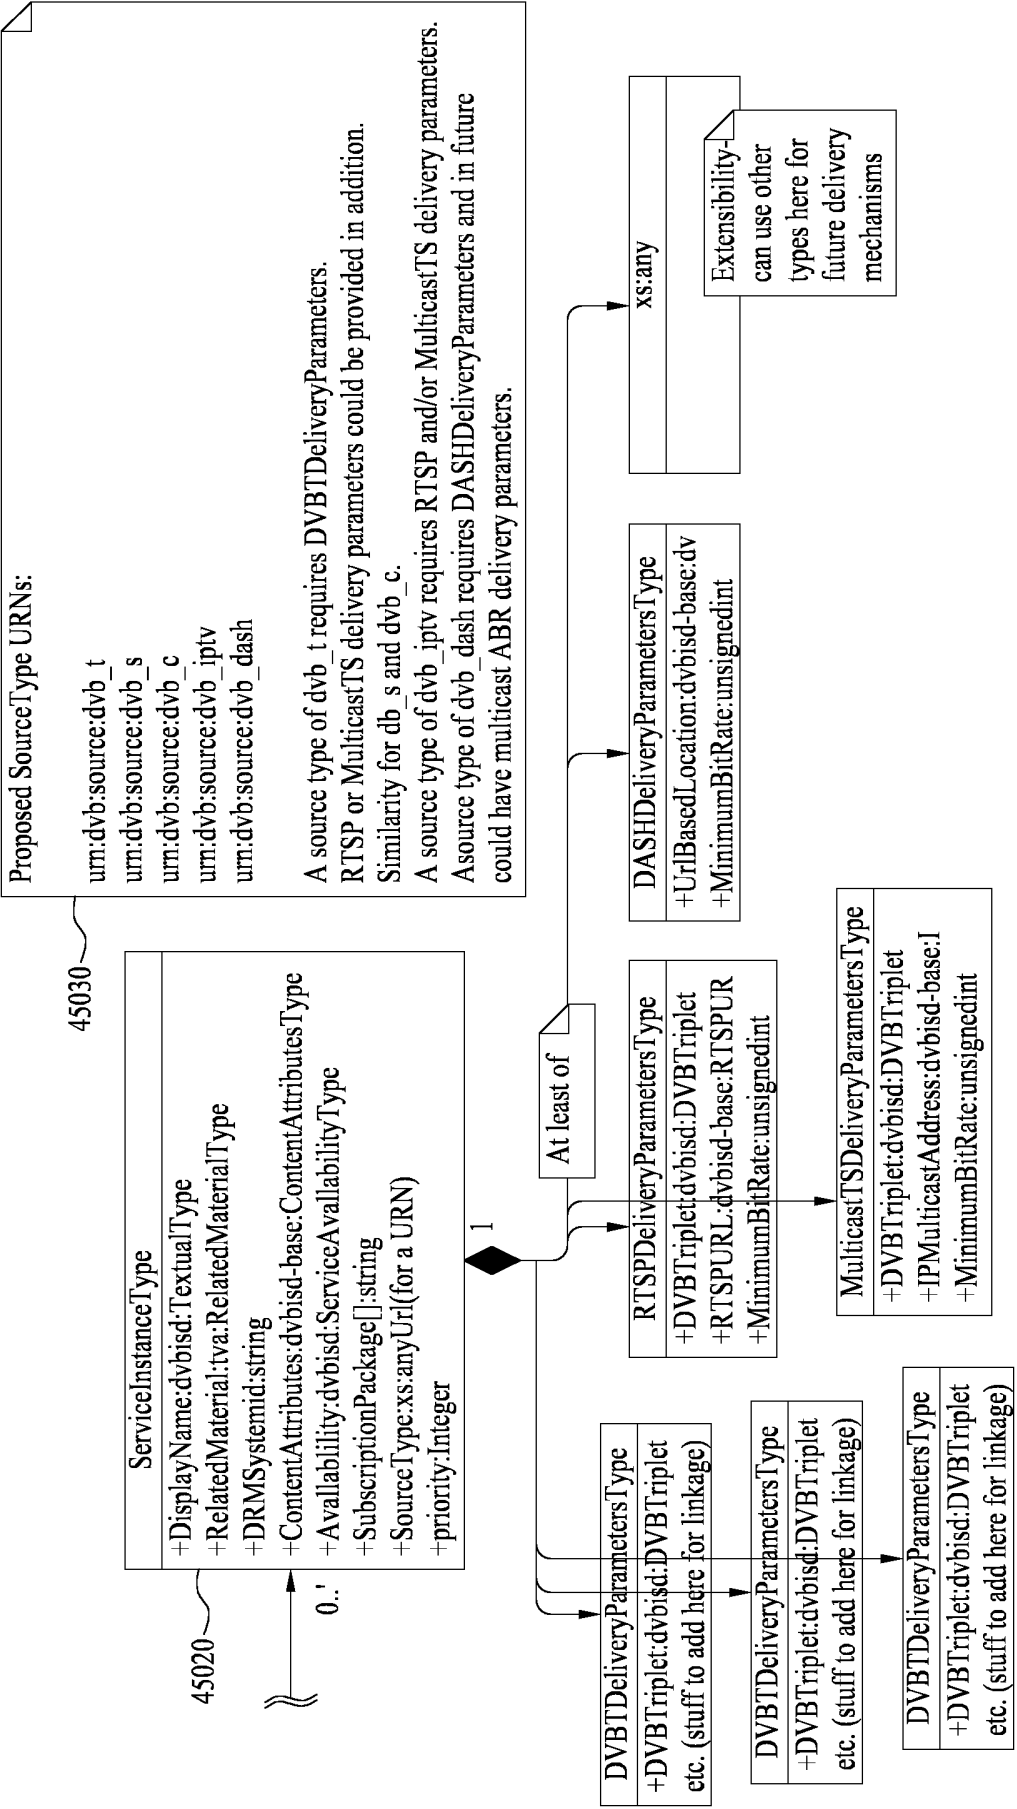 Proposed SourceType URNs:
urn:dvb:source:dvb_t
urn:dvb:source:dvb_s
urn:dvb:source:dvb_c
urn:dvb:source:dvb_iptv
urn:dvb:source:dvb_dash
A source type of dvb_t requires DVBTDeliveryParameters.
RTSP or MulticastTS delivery parameters could be provided in addition.
Similarity for db_s and dvb_c.
A source type of dvb_iptv requires RTSP and/or MulticastTS delivery parameters.
Asource type of dvb_dash requires DASHDeliveryParameters and in future
could have multicast ABR delivery parameters.
45030
45020
ServiceInstanceType
+DisplayName:dvbisd:TextualType
+RelatedMaterial:tva:RelatedMaterialType
+DRMSystemid:string
+ContentAttributes:dvbisd-base:ContentAttributesType
+Avallablility:dvbisd:ServiceAvallabilityType
+SubscriptionPackage[]:string
+SourceType:xs:anyUrl(for a URN)
+priority:Integer
0..'
1
At least of
DVBTDeliveryParametersType
+DVBTriplet:dvbisd:DVBTriplet
etc. (stuff to add here for linkage)
DVBTDeliveryParametersType
+DVBTriplet:dvbisd:DVBTriplet
etc. (stuff to add here for linkage)
DVBTDeliveryParametersType
+DVBTriplet:dvbisd:DVBTriplet
etc. (stuff to add here for linkage)
RTSPDeliveryParametersType
+DVBTriplet:dvbisd:DVBTriplet
+RTSPURL:dvbisd-base:RTSPUR
+MinimumBitRate:unsignedint
MulticastTSDeliveryParametersType
+DVBTriplet:dvbisd:DVBTriplet
+IPMulticastAddress:dvbisd-base:I
+MinimumBitRate:unsignedint
DASHDeliveryParametersType
+UrlBasedLocation:dvbisd-base:dv
+MinimumBitRate:unsignedint
xs:any
Extensibility-
can use other
types here for
future delivery
mechanisms